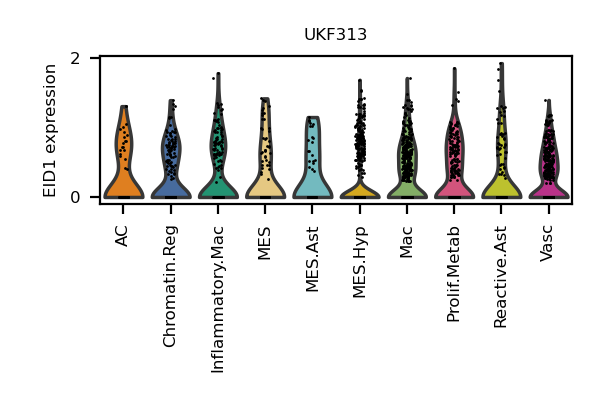 UKF313
EID1 expression
2
0
AC
Chromatin.Reg
Inflammatory.Mac
MES
MES.Ast
MES.Hyp
Mac
Prolif.Metab
Reactive.Ast
Vasc